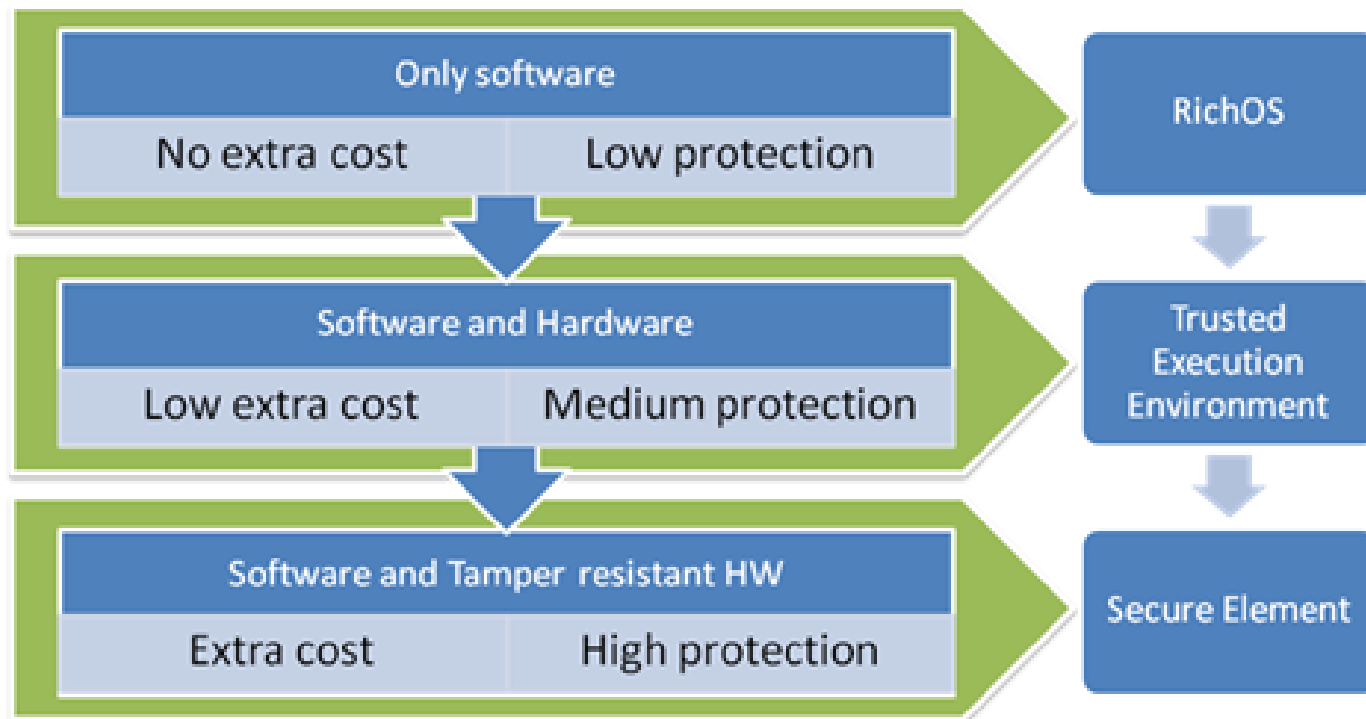 Only software
No extra cost
Low protection
RichOS
Software and Hardware
Low extra cost
Medium protection
Trusted
Execution
Environment
Software and Tamper resistant HW
Extra cost
High protection
Secure Element